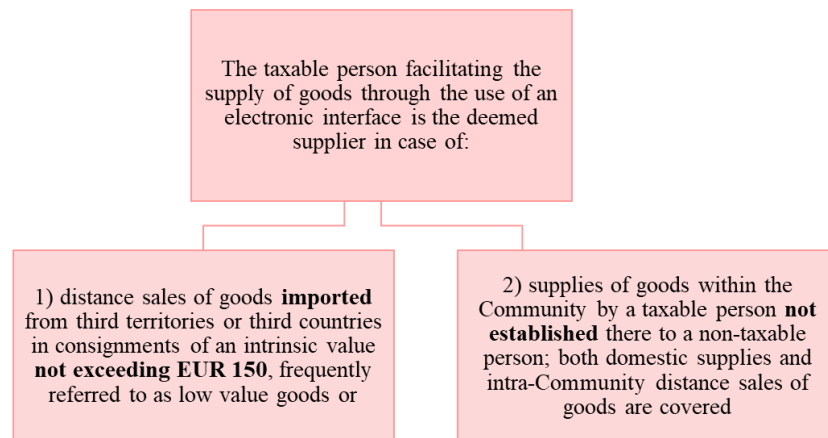 The taxable person facilitating the
supply of goods through the use of an
electronic interface is the deemed
supplier in case of:
1) distance sales of goods imported
from third territories or third countries
in consignments of an intrinsic value
not exceeding EUR 150, frequently
referred to as low value goods or
2) supplies of goods within the
Community by a taxable person not
established there to a non-taxable
person; both domestic supplies and
intra-Community distance sales of
goods are covered